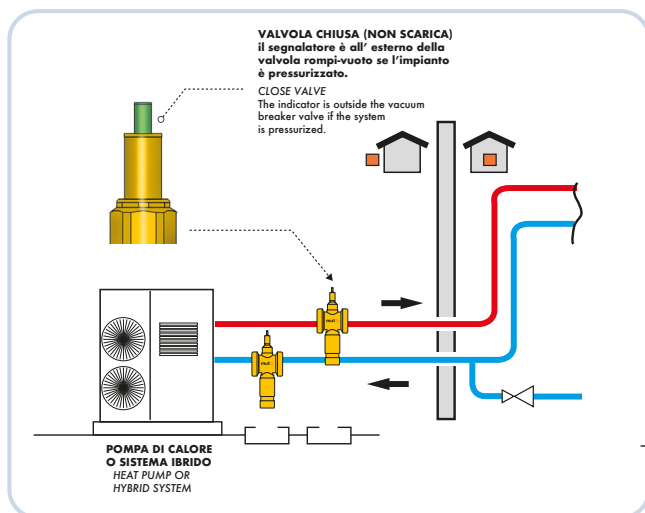 VALVOLA CHIUSA (NON SCARICA)
il segnalatore è all' esterno della
valvola rompi-vuoto se l'impianto
è pressurizzato.
CLOSE VALVE
The indicator is outside the vacuum
breaker valve if the system
is pressurized.
mut
mut
POMPA DI CALORE
O SISTEMA IBRIDO
HEAT PUMP OR
HYBRID SYSTEM